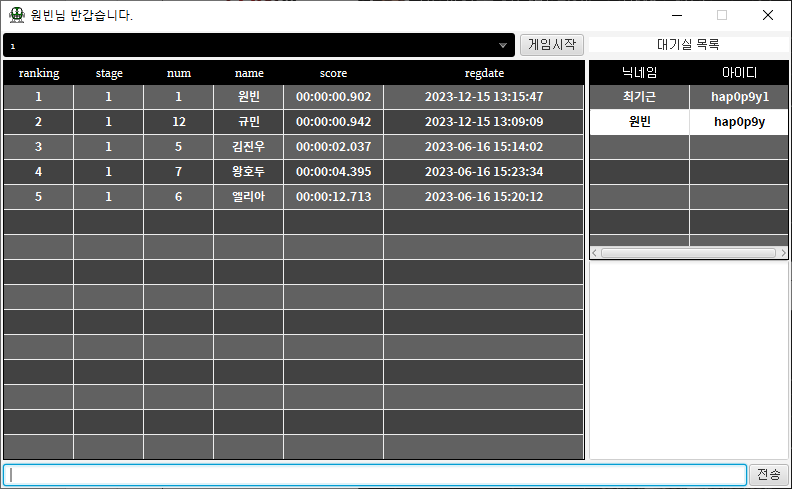 원빈님 반갑습니다.
1 게임시작 대기실 목록
ranking stage num name score regdate
1 1 1 원빈 00:00:00.902 2023-12-15 13:15:47
2 1 12 규민 00:00:00.942 2023-12-15 13:09:09
3 1 5 김진우 00:00:02.037 2023-06-16 15:14:02
4 1 7 왕호두 00:00:04.395 2023-06-16 15:23:34
5 1 6 엘리아 00:00:12.713 2023-06-16 15:20:12
닉네임 아이디
최기근 hap0p9y1
원빈 hap0p9y
전송